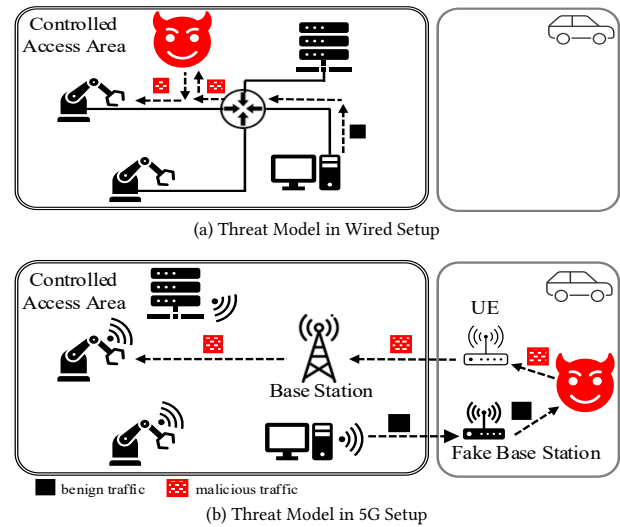 Controlled
Access Area
(a) Threat Model in Wired Setup
Controlled
Access Area
UE
Base Station
Fake Base Station
benign traffic
malicious traffic
(b) Threat Model in 5G Setup